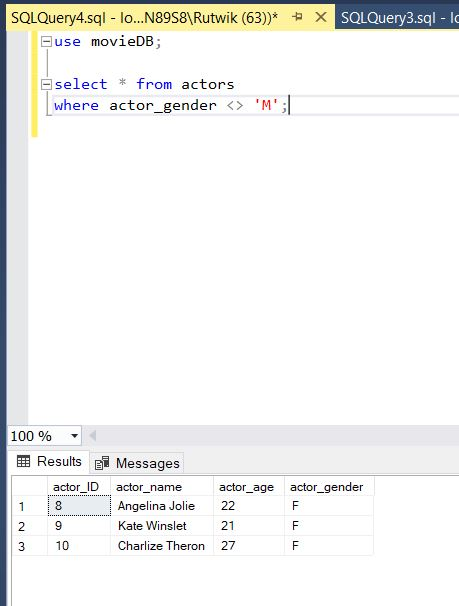 SQLQuery4.sql - lo...N89S8\Rutwik (63))* SQLQuery3.sql - lo
use movieDB;
select * from actors
where actor_gender <> 'M';
100 %
Results Messages
actor_ID actor_name actor_age actor_gender
1 8 Angelina Jolie 22 F
2 9 Kate Winslet 21 F
3 10 Charlize Theron 27 F